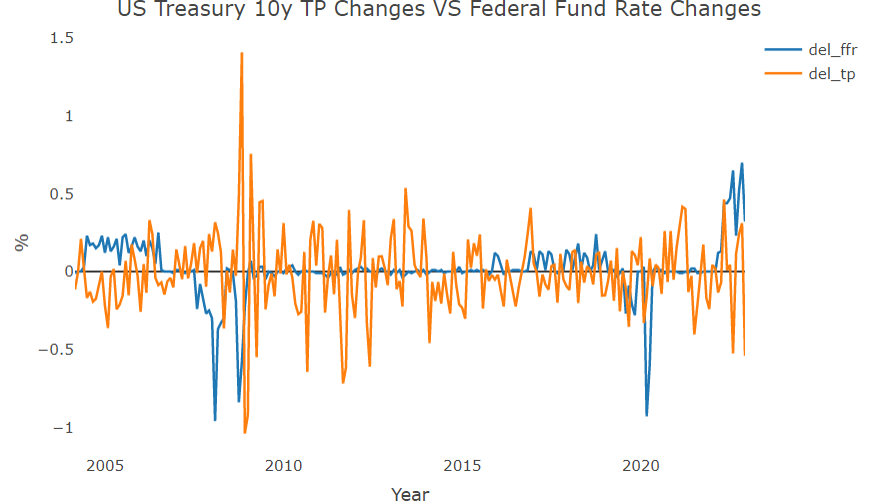 US Treasury 10y TP Changes VS Federal Fund Rate Changes
del_ffr
del_tp
1.5
1
0.5
0
−0.5
−1
%
2005
2010
2015
2020
Year